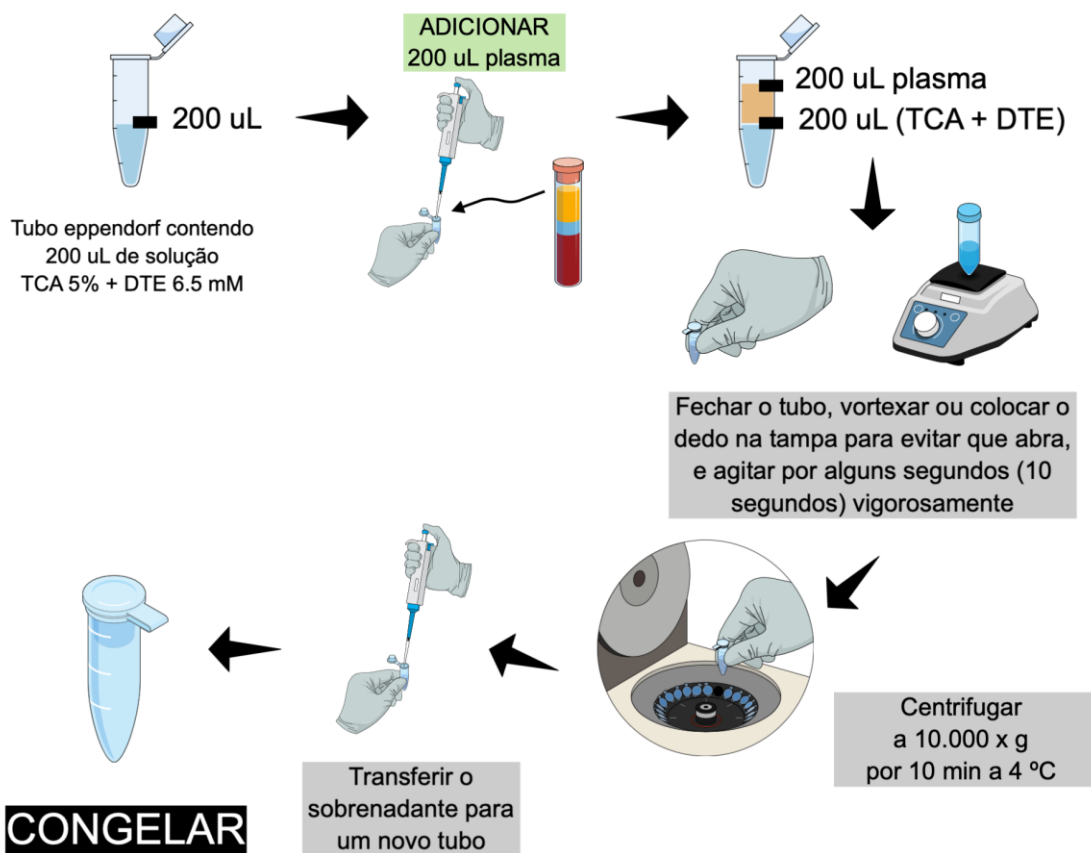 ADICIONAR
200 uL plasma
200 uL
200 uL plasma
200 uL (TCA + DTE)
Tubo eppendorf contendo
200 uL de solução
TCA 5% + DTE 6.5 mM
Fechar o tubo, vortexar ou colocar o
dedo na tampa para evitar que abra,
e agitar por alguns segundos (10
segundos) vigorosamente
Centrifugar
a 10.000 x g
por 10 min a 4 ºC
Transferir o
sobrenadante para
um novo tubo
CONGELAR